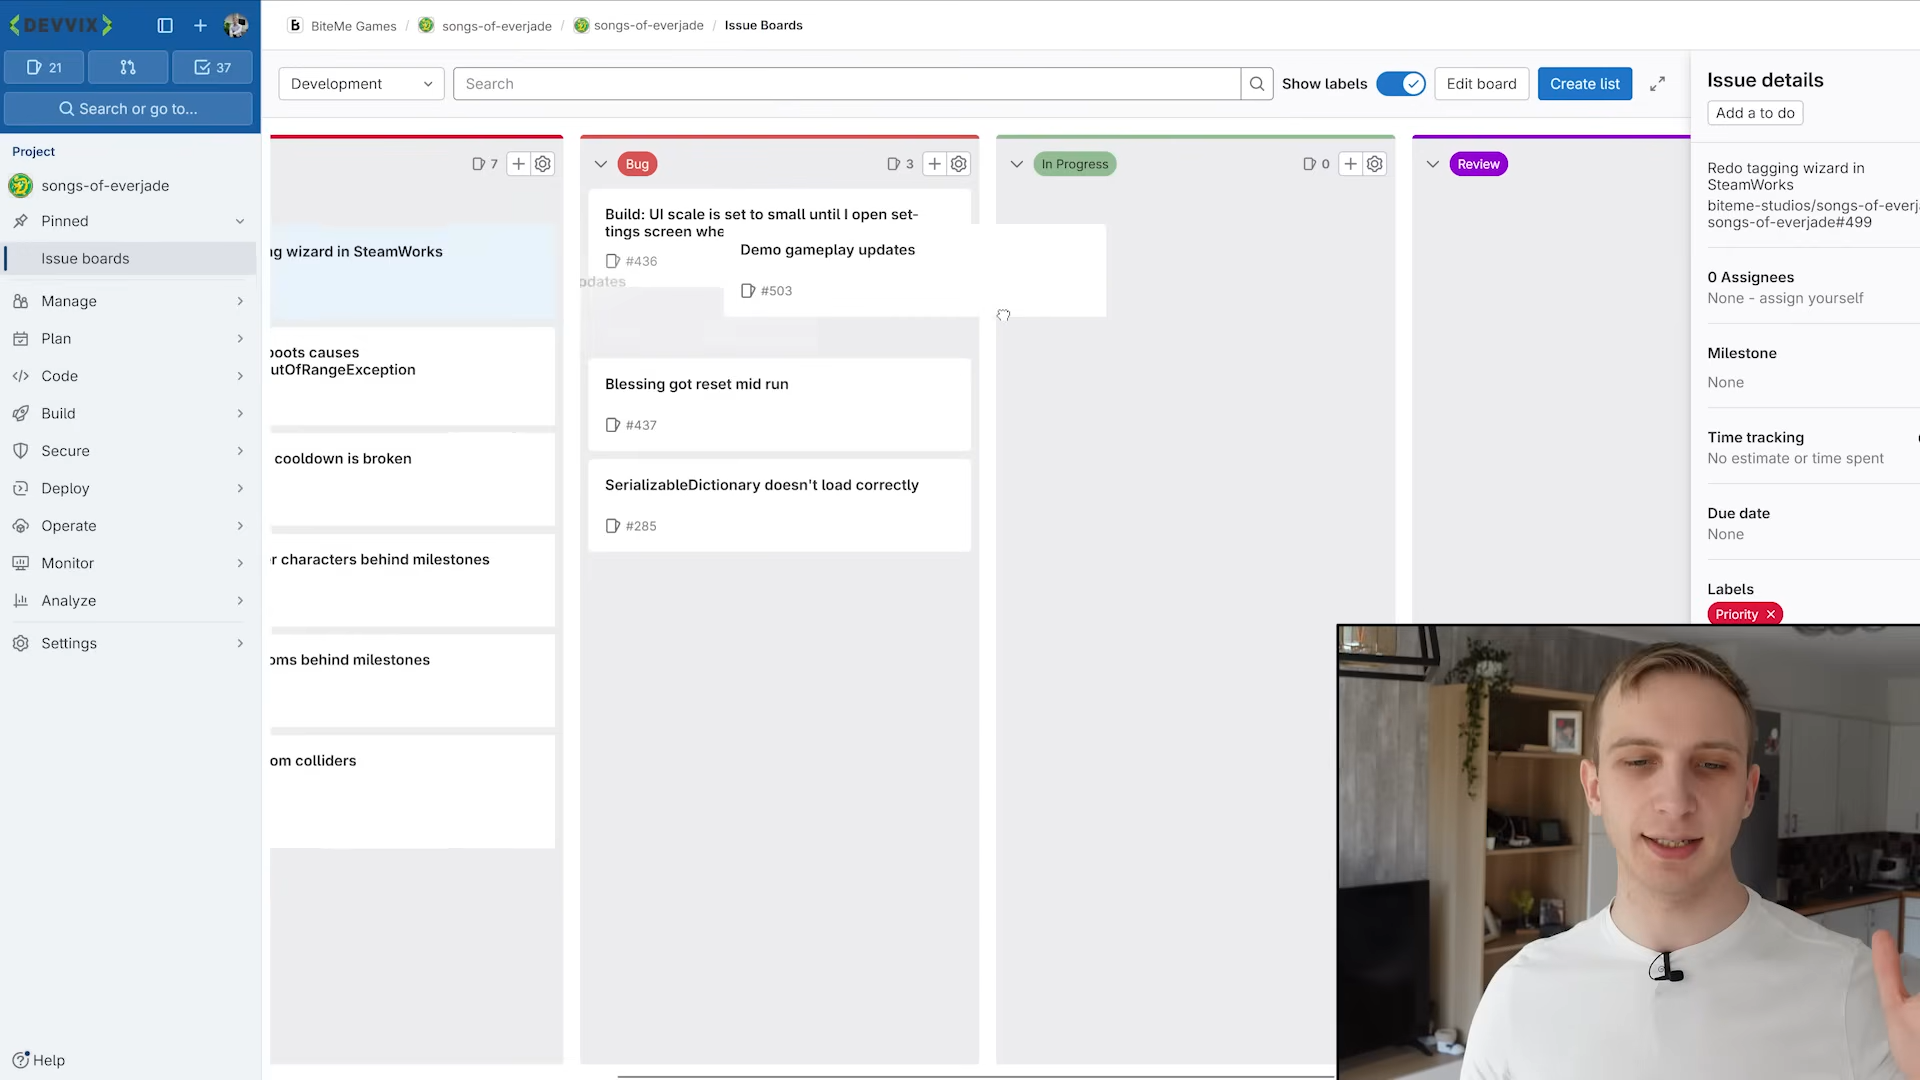 DEVVIX
21
37
Search or go to...
Project
songs-of-everjade
Pinned
Issue boards
Manage
Plan
Code
Build
Secure
Deploy
Operate
Monitor
Analyze
Settings
Help
B BiteMe Games / songs-of-everjade / songs-of-everjade / Issue Boards
Development
Search
Show labels
Edit board
Create list
7
wizard in SteamWorks
boots causes
utOfRangeException
cooldown is broken
r characters behind milestones
oms behind milestones
om colliders
Bug
3
Build: UI scale is set to small until I open set-
tings screen whe
#436
pdates
Demo gameplay updates
#503
Blessing got reset mid run
#437
SerializableDictionary doesn't load correctly
#285
In Progress
0
Review
Issue details
Add a to do
Redo tagging wizard in
SteamWorks
biteme-studios/songs-of-everj
songs-of-everjade#499
0 Assignees
None - assign yourself
Milestone
None
Time tracking
No estimate or time spent
Due date
None
Labels
Priority